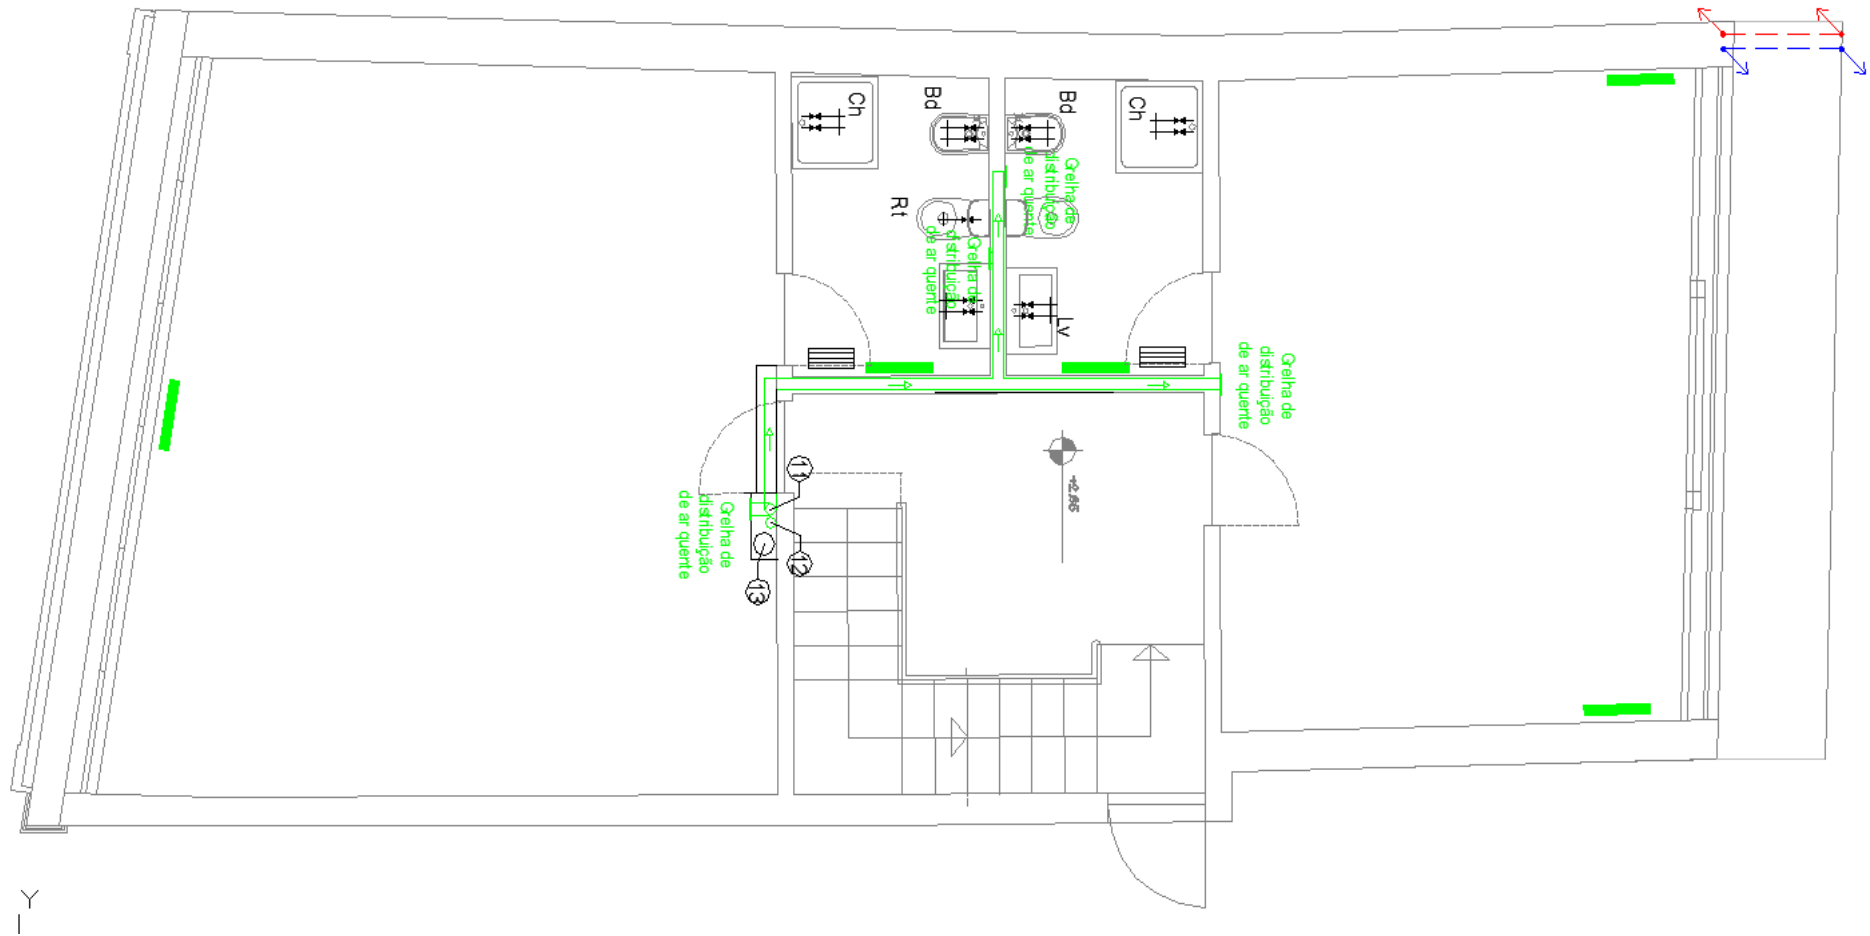 Ch
Bd
Bd
Ch
Rt
Grelha de
distribuição
de ar quente
Grelha de
distribuição
de ar quente
Lv
Grelha de
distribuição
de ar quente
11
Grelha de
distribuição
de ar quente
12
13
Y